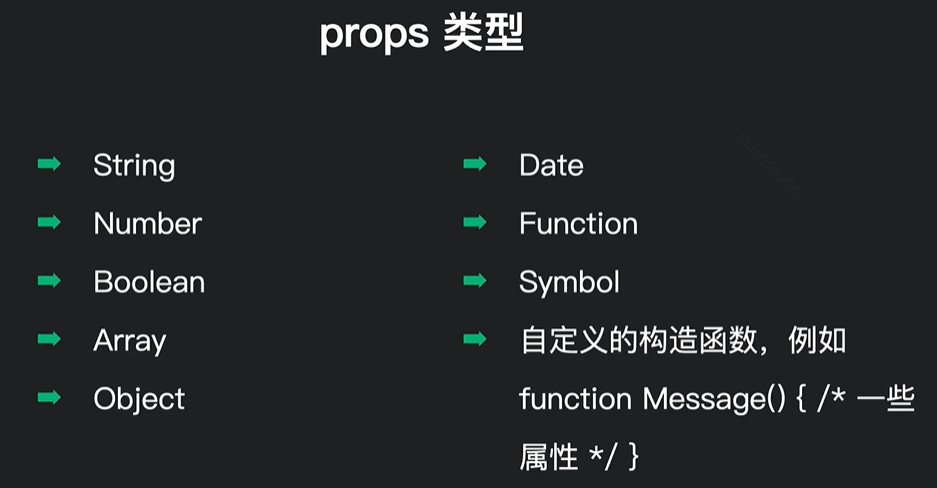 props 类型
String
Number
Boolean
Array
Object
Date
Function
Symbol
自定义的构造函数，例如
function Message() { /* 一些
属性 */ }